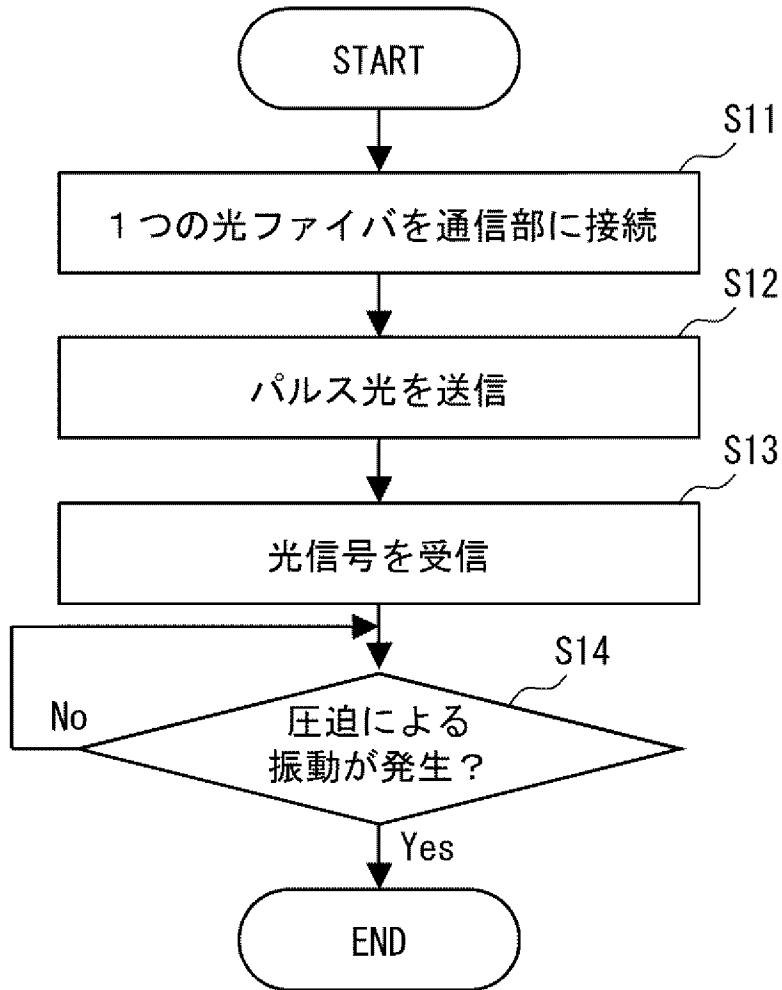 START
S11
１つの光ファイバを通信部に接続
S12
パルス光を送信
S13
光信号を受信
S14
圧迫による
振動が発生？
No
Yes
END